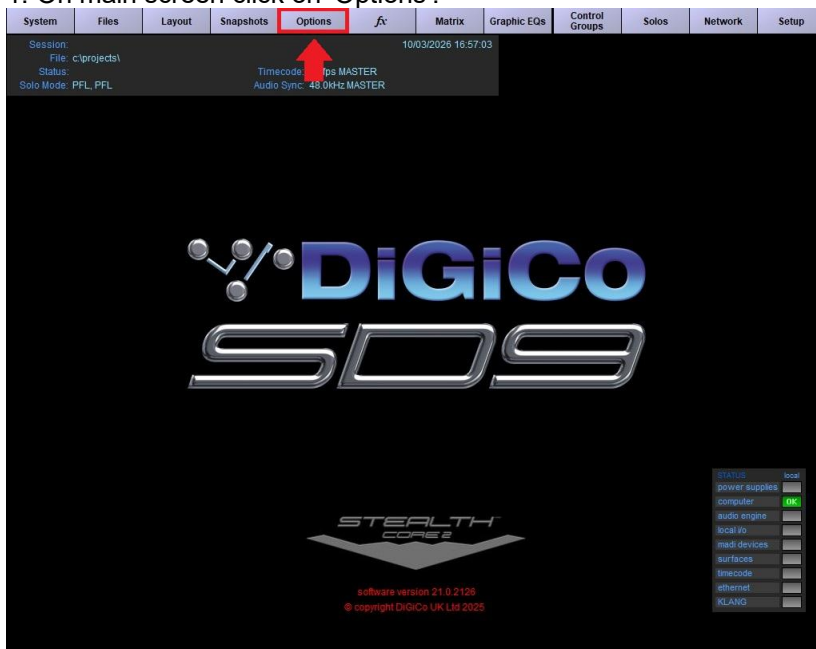 1. On main screen click on 'Options'.
System Files Layout Snapshots Options fx Matrix Graphic EQs Control Groups Solos Network Setup
Session: 10/03/2026 16:57:03
File: c:\projects\
Status: Timecode: fps MASTER
Solo Mode: PFL, PFL Audio Sync: 48.0kHz MASTER
DiGiCo
SD9
STEALTH
CORE 2
software version 21.0.2126
© copyright DiGiCo UK Ltd 2025
STATUS local
power supplies
computer OK
audio engine
local i/o
madi devices
surfaces
timecode
ethernet
KLANG